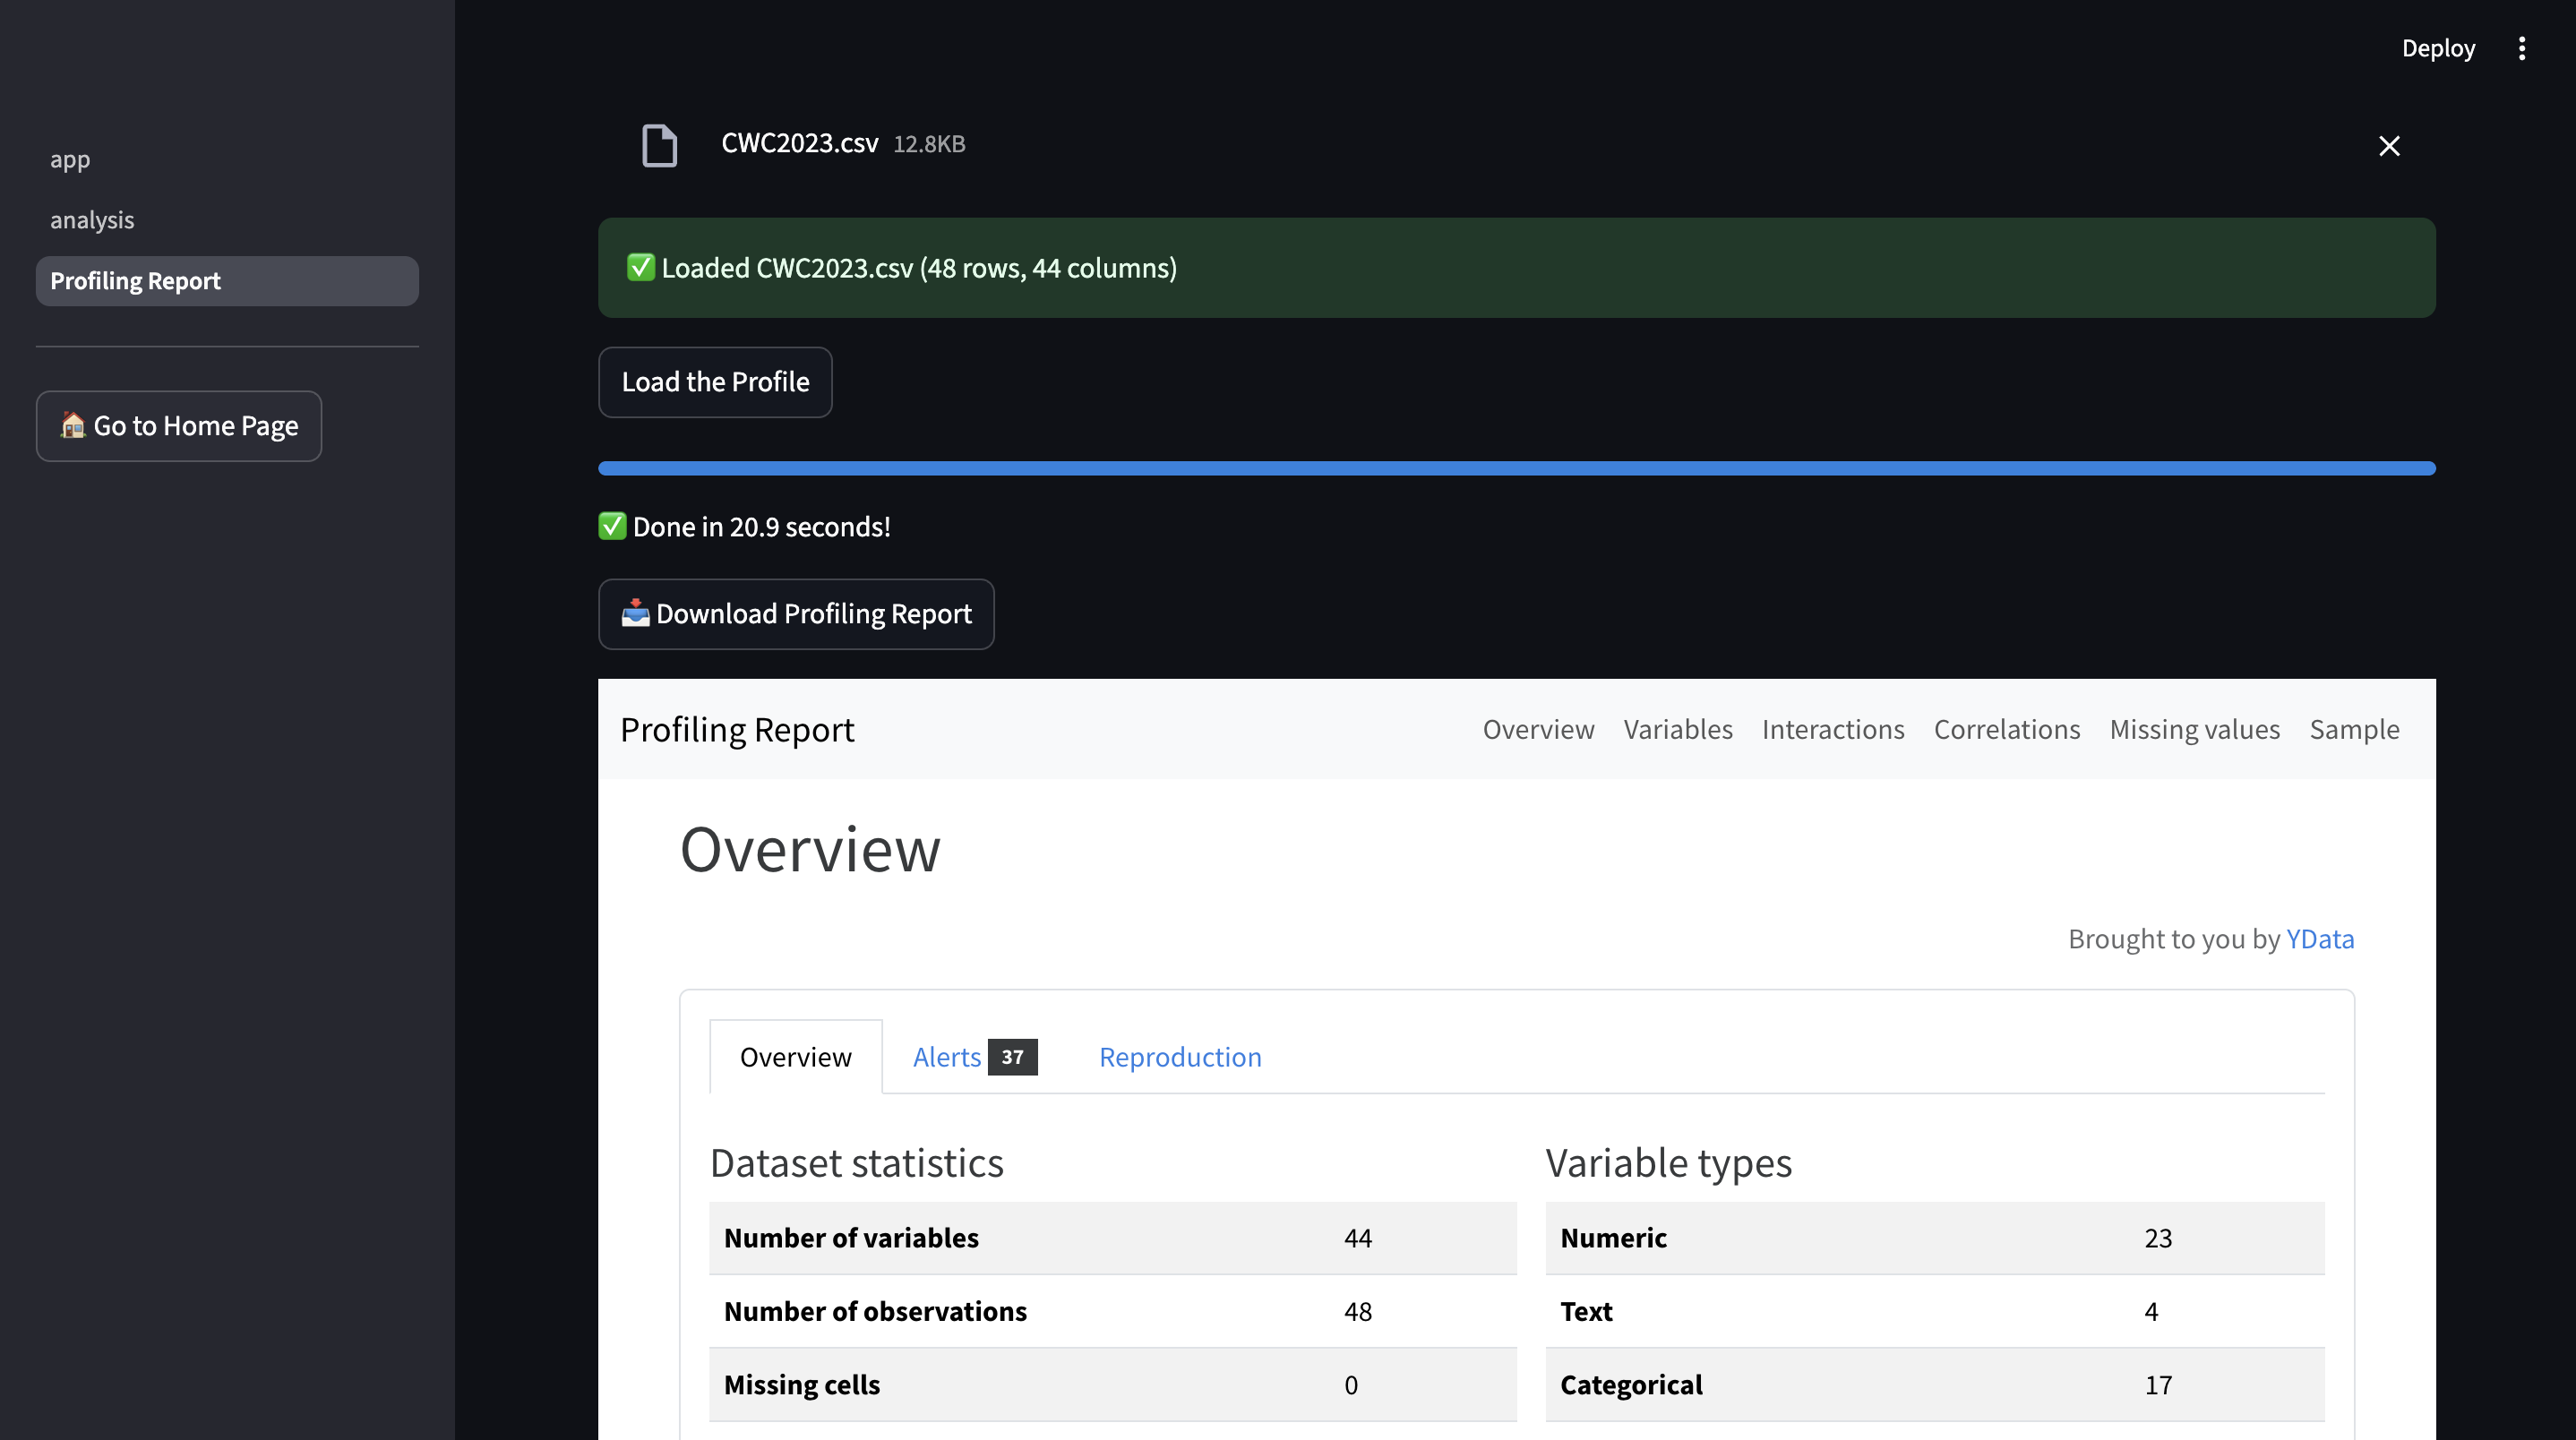 Deploy
app
analysis
Profiling Report
🏠 Go to Home Page
CWC2023.csv 12.8KB
✅ Loaded CWC2023.csv (48 rows, 44 columns)
Load the Profile
✅ Done in 20.9 seconds!
📥 Download Profiling Report
Profiling Report Overview Variables Interactions Correlations Missing values Sample
Overview
Brought to you by YData
Overview Alerts 37 Reproduction
Dataset statistics
Number of variables 44
Number of observations 48
Missing cells 0
Variable types
Numeric 23
Text 4
Categorical 17